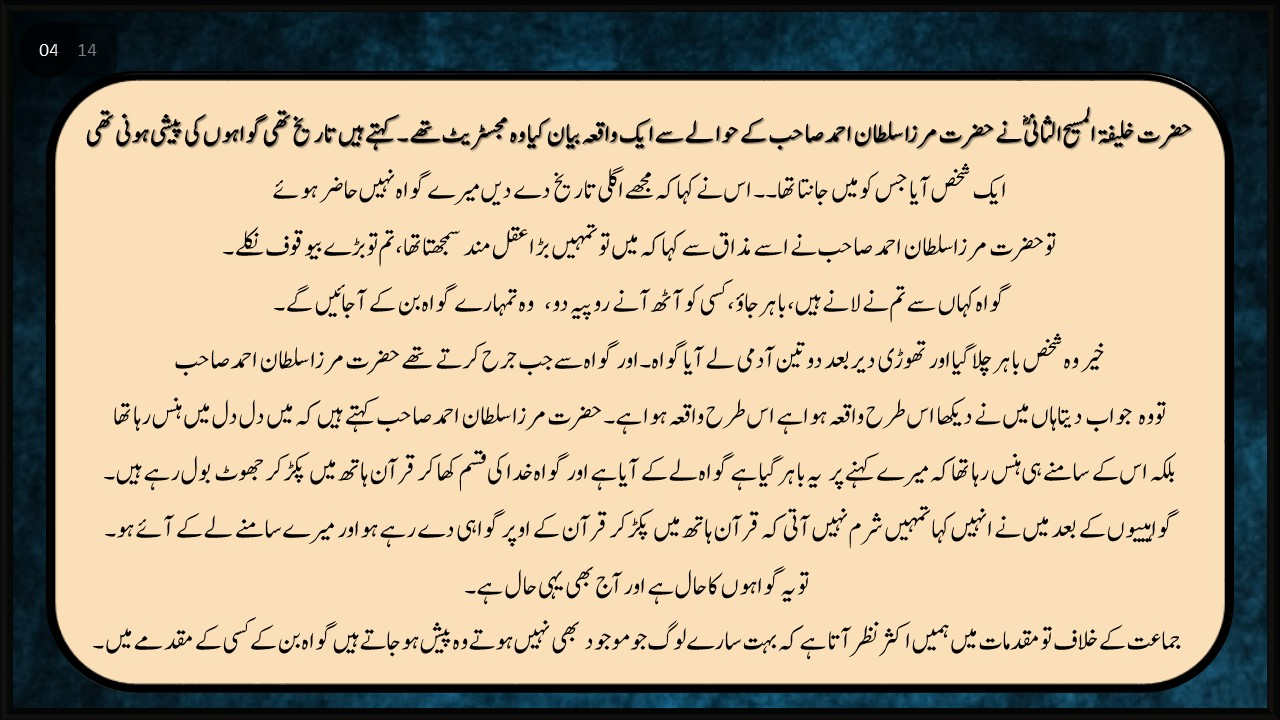 04 14
حضرت خلیفۃ المسیح الثانیؓ نے حضرت مرزا سلطان احمد صاحب کے حوالے سے ایک واقعہ بیان کیا وہ مجسٹریٹ تھے۔ کہتے ہیں تاریخ تھی گواہوں کی پیشی ہونی تھی
ایک شخص آیا جس کو میں جانتا تھا۔۔ اس نے کہا کہ مجھے اگلی تاریخ دے دیں میرے گواہ نہیں حاضر ہوئے
تو حضرت مرزا سلطان احمد صاحب نے اسے مذاق سے کہا کہ میں تو تمہیں بڑا عقل مند سمجھتا تھا، تم تو بڑے بیوقوف نکلے۔
گواہ کہاں سے تم نے لانے ہیں، باہر جاؤ، کسی کو آٹھ آنے روپیہ دو، وہ تمہارے گواہ بن کے آجائیں گے۔
خیر وہ شخص باہر چلا گیا اور تھوڑی دیر بعد دو تین آدمی لے آیا گواہ۔ اور گواہ سے جب جرح کرتے تھے حضرت مرزا سلطان احمد صاحب
تو وہ جواب دیتا ہاں میں نے دیکھا اس طرح واقعہ ہوا ہے اس طرح واقعہ ہوا ہے۔ حضرت مرزا سلطان احمد صاحب کہتے ہیں کہ میں دل دل میں ہنس رہا تھا
بلکہ اس کے سامنے ہی ہنس رہا تھا کہ میرے کہنے پر یہ باہر گیا ہے گواہ لے کے آیا ہے اور گواہ خدا کی قسم کھا کر قرآن ہاتھ میں پکڑ کر جھوٹ بول رہے ہیں۔
گواہیوں کے بعد میں نے انہیں کہا تمہیں شرم نہیں آتی کہ قرآن ہاتھ میں پکڑ کر قرآن کے اوپر گواہی دے رہے ہو اور میرے سامنے لے کے آئے ہو۔
تو یہ گواہوں کا حال ہے اور آج بھی یہی حال ہے۔
جماعت کے خلاف تو مقدمات میں ہمیں اکثر نظر آتا ہے کہ بہت سارے لوگ جو موجود بھی نہیں ہوتے وہ پیش ہو جاتے ہیں گواہ بن کے کسی کے مقدمے میں۔